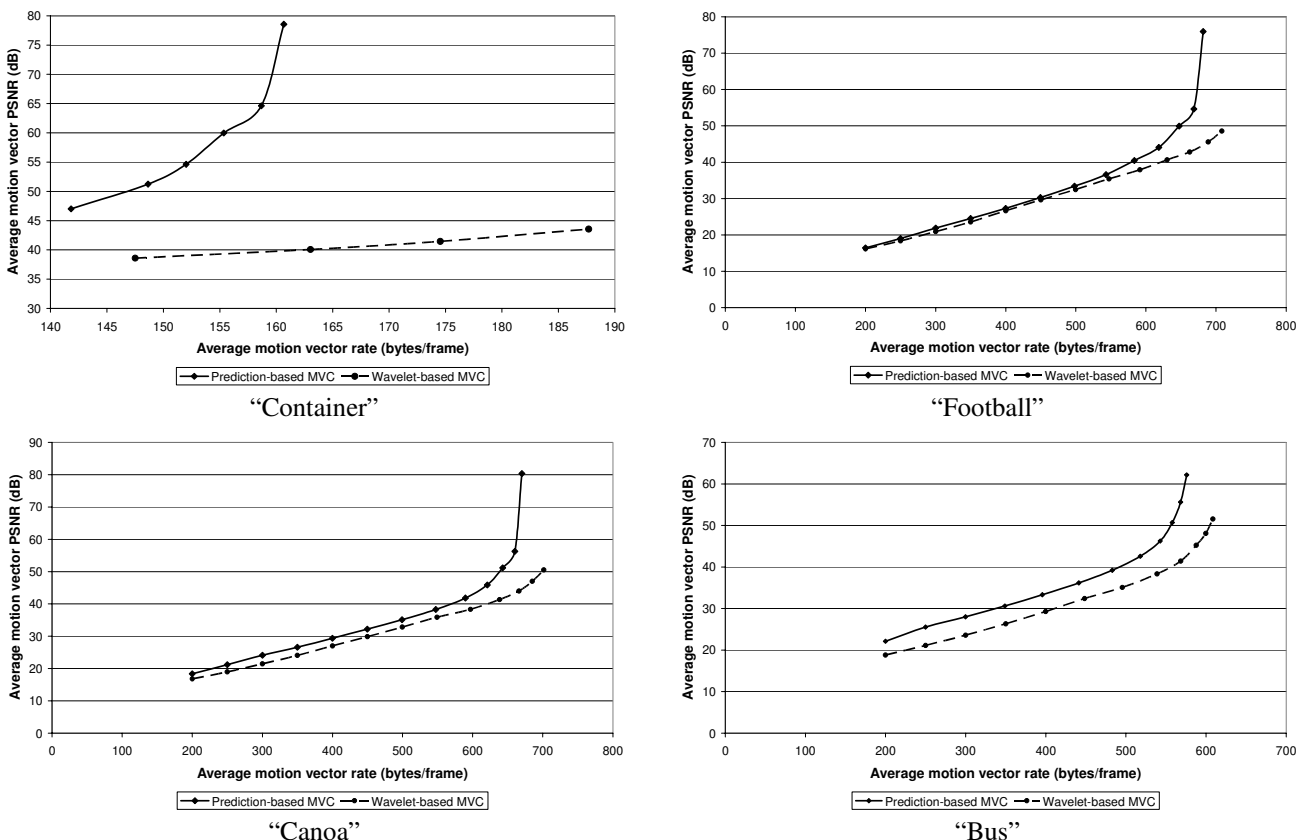 Average motion vector PSNR (dB)
80
75
70
65
60
55
50
45
40
35
30
140 145 150 155 160 165 170 175 180 185 190
Average motion vector rate (bytes/frame)
Prediction-based MVC Wavelet-based MVC
“Container”
Average motion vector PSNR (dB)
80
70
60
50
40
30
20
10
0
0 100 200 300 400 500 600 700 800
Average motion vector rate (bytes/frame)
Prediction-based MVC Wavelet-based MVC
“Football”
Average motion vector PSNR (dB)
90
80
70
60
50
40
30
20
10
0
0 100 200 300 400 500 600 700 800
Average motion vector rate (bytes/frame)
Prediction-based MVC Wavelet-based MVC
“Canoa”
Average motion vector PSNR (dB)
70
60
50
40
30
20
10
0
0 100 200 300 400 500 600 700
Average motion vector rate (bytes/frame)
Prediction-based MVC Wavelet-based MVC
“Bus”